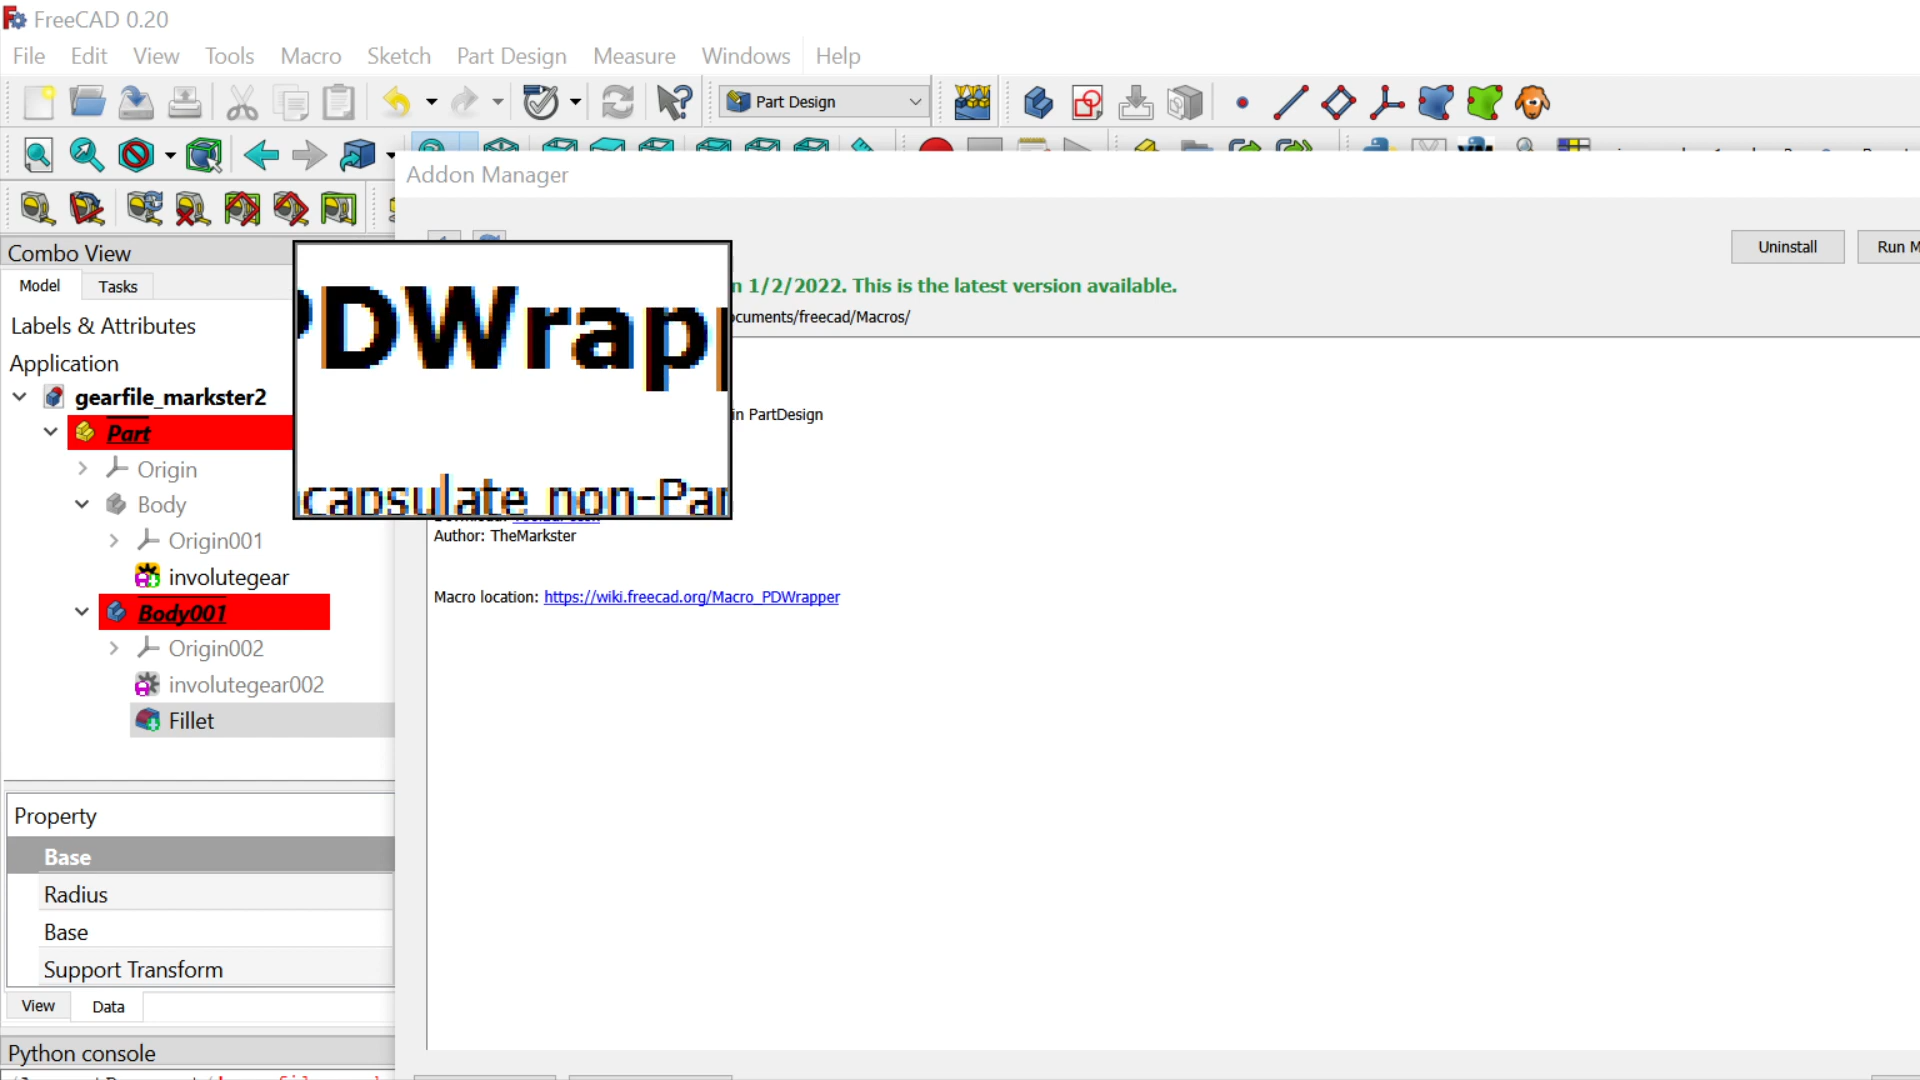 FreeCAD 0.20
File Edit View Tools Macro Sketch Part Design Measure Windows Help
Part Design
Addon Manager
Combo View
Uninstall
Run
Model Tasks
1/2/2022. This is the latest version available.
PDWrap
Labels & Attributes
/freecad/Macros/
Application
gearfile_markster2
in PartDesign
Part
Origin
non-Par
Body
Author: TheMarkster
Origin001
involutegear
Macro location: https://wiki.freecad.org/Macro_PDWrapper
Body001
Origin002
involutegear002
Fillet
Property
Base
Radius
Base
Support Transform
View Data
Python console